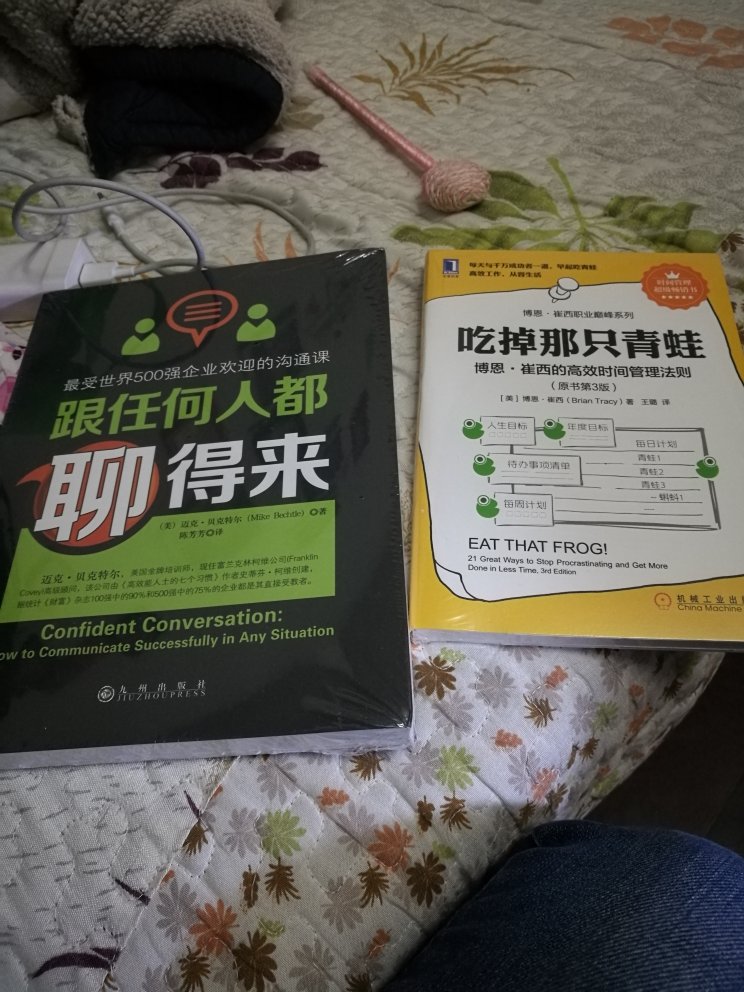 最受世界500强企业欢迎的沟通课
跟任何人都
聊得来
（美）迈克·贝克特尔（Mike Bechtle）◎著
陈芳芳◎译
迈克·贝克特尔，美国金牌培训师，现任富兰克林柯维公司(Franklin
Covey)高级顾问，该公司由《高效能人士的七个习惯》作者史蒂芬·柯维创建，
据统计《财富》杂志100强中的90%和500强中的75%的企业都是其直接受教者。
Confident Conversation:
ow to Communicate Successfully in Any Situation
九州出版社
JIUZHOUPRESS
每天与千万成功者一道，早起吃青蛙
高效工作，从容生活
时间管理
超级畅销书
博恩·崔西职业巅峰系列
吃掉那只青蛙
博恩·崔西的高效时间管理法则
（原书第3版）
［美］博恩·崔西（Brian Tracy）著 王璐 译
人生目标
年度目标
每日计划
待办事项清单
青蛙1
青蛙2
青蛙3
蝌蚪1
每周计划
EAT THAT FROG!
21 Great Ways to Stop Procrastinating and Get More
Done in Less Time, 3rd Edition
机械工业出版
China Machine